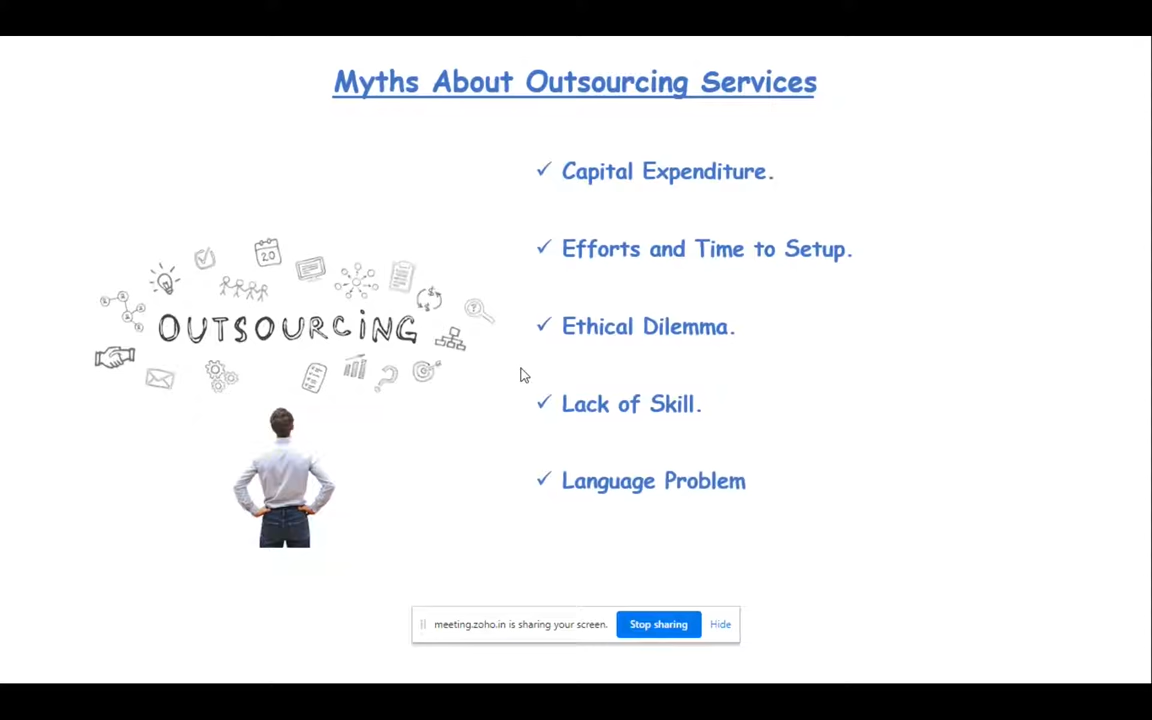 Myths About Outsourcing Services
Capital Expenditure.
Efforts and Time to Setup.
Ethical Dilemma.
Lack of Skill.
Language Problem
20
OUTSOURCING
meeting.zoho.in is sharing your screen. Stop sharing Hide